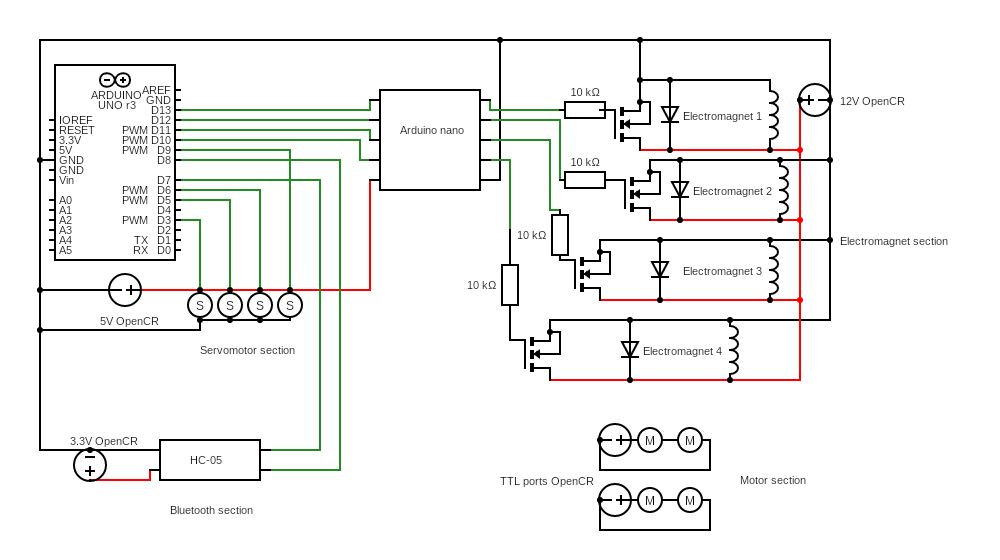 ARDUINO
UNO r3
AREF
GND
D13
D12
IOREF
PWM D11
RESET
PWM D10
3.3V
PWM D9
5V
D8
GND
GND
D7
Vin
PWM D6
D5
A0
D4
A1
PWM D3
A2
D2
A3
TX D1
A4
RX D0
A5
Arduino nano
10 kΩ
Electromagnet 1
12V OpenCR
10 kΩ
Electromagnet 2
10 kΩ
Electromagnet section
Electromagnet 3
10 kΩ
S S S S
5V OpenCR
Servomotor section
Electromagnet 4
3.3V OpenCR
HC-05
Bluetooth section
M M
TTL ports OpenCR
Motor section
M M